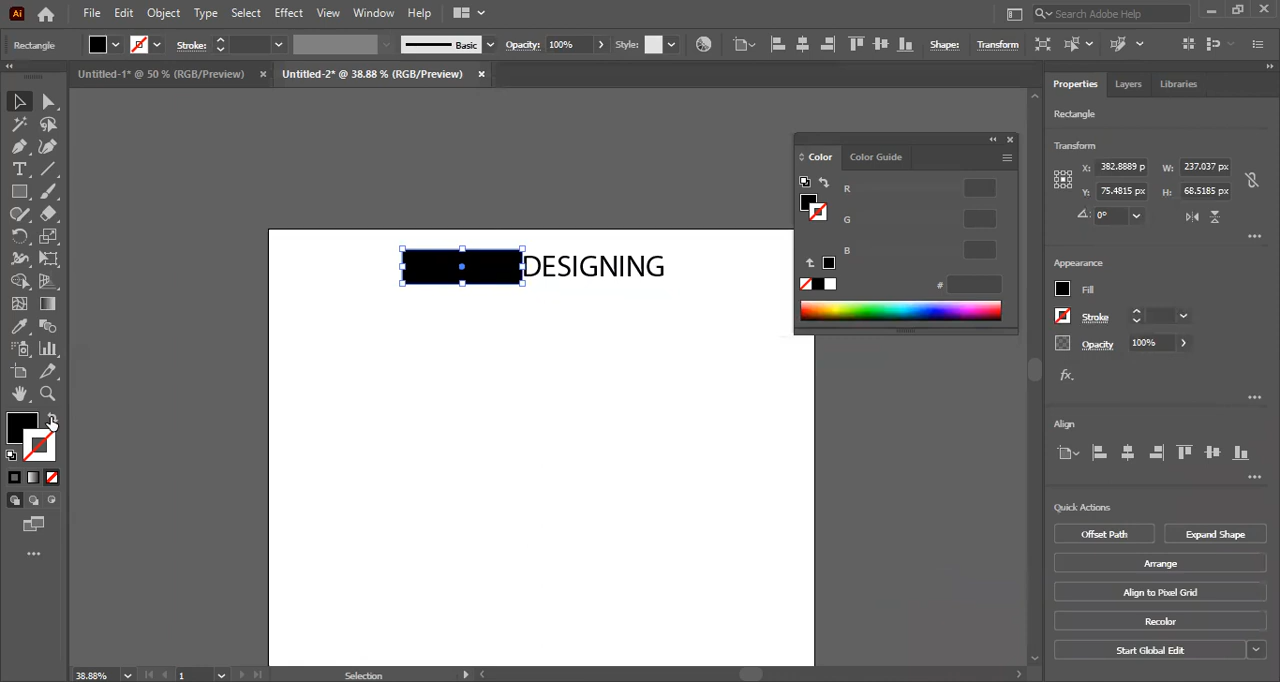 Ai File Edit Object Type Select Effect View Window Help Search Adobe Help
Rectangle Stroke: Basic Opacity: 100% Style: Shape: Transform
Untitled-1* @ 50 % (RGB/Preview) Untitled-2* @ 38.88 % (RGB/Preview)
Properties Layers Libraries
Rectangle
Transform
X: 382.8889 p W: 237.037 px
Y: 75.4815 px H: 68.5185 px
0°
Appearance
Fill
Stroke
Opacity 100%
fx.
Align
Quick Actions
Offset Path Expand Shape
Arrange
Align to Pixel Grid
Recolor
Start Global Edit
Color Color Guide
R
G
B
#
DESIGNING
38.88% 1 Selection